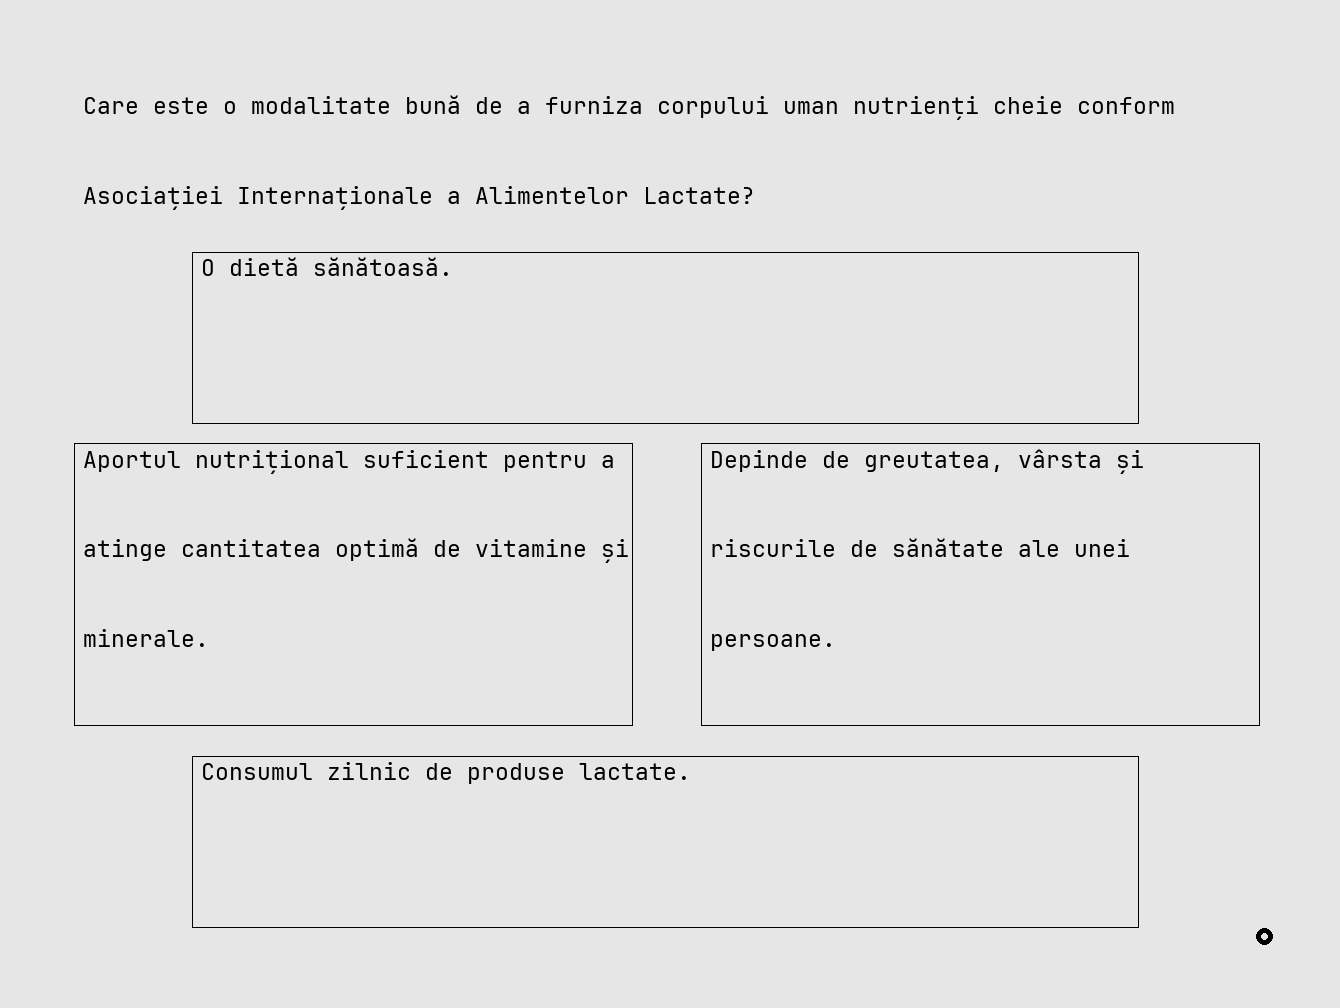 Care este o modalitate bună de a furniza corpului uman nutrienți cheie conform
Asociației Internaționale a Alimentelor Lactate?
O dietă sănătoasă.
Aportul nutrițional suficient pentru a
atinge cantitatea optimă de vitamine și
minerale.
Depinde de greutatea, vârsta și
riscurile de sănătate ale unei
persoane.
Consumul zilnic de produse lactate.